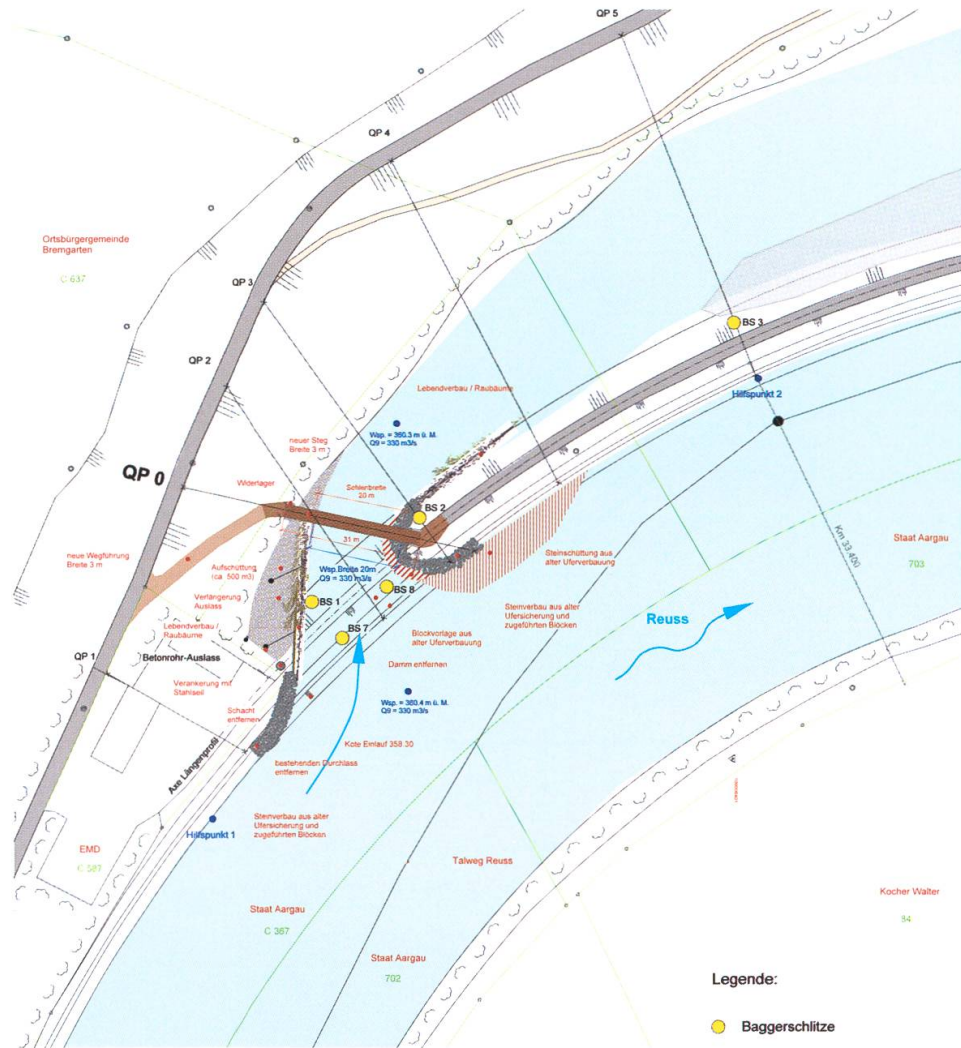 QP 5
QP 4
Ortsbürgergemeinde
Bremgarten
C 637
QP 3
BS 3
QP 2
Lebendverbau / Raubäume
Hilfspunkt 2
neuer Steg
Breite 3 m
Wsp. = 360.3 m ü. M.
Q9 = 330 m3/s
QP 0
Widerlager
Sohlenbreite
20 m
BS 2
Km 33.400
Staat Aargau
703
31 m
neue Wegführung
Breite 3 m
Aufschüttung
(ca. 500 m3)
Wsp.Breite 20m
Q9 = 330 m3/s
Steinschüttung aus
alter Uferverbauung
Verlängerung
Auslass
BS 1
BS 8
Steinverbau aus alter
Ufersicherung und
zugeführten Blöcken
Reuss
Lebendverbau /
Raubäume
BS 7
Blockvorlage aus
alter Uferverbauung
QP 1
Betonrohr-Auslass
Damm entfernen
Verankerung mit
Stahlseil
Wsp. = 360.4 m ü. M.
Q9 = 330 m3/s
Schacht
entfernen
Kote Einlauf 358.30
Axe Längenprofil
bestehenden Durchlass
entfernen
Steinverbau aus alter
Ufersicherung und
zugeführten Blöcken
Hilfspunkt 1
EMD
C 587
Talweg Reuss
Kocher Walter
84
Staat Aargau
C 367
Staat Aargau
702
Legende:
Baggerschlitze